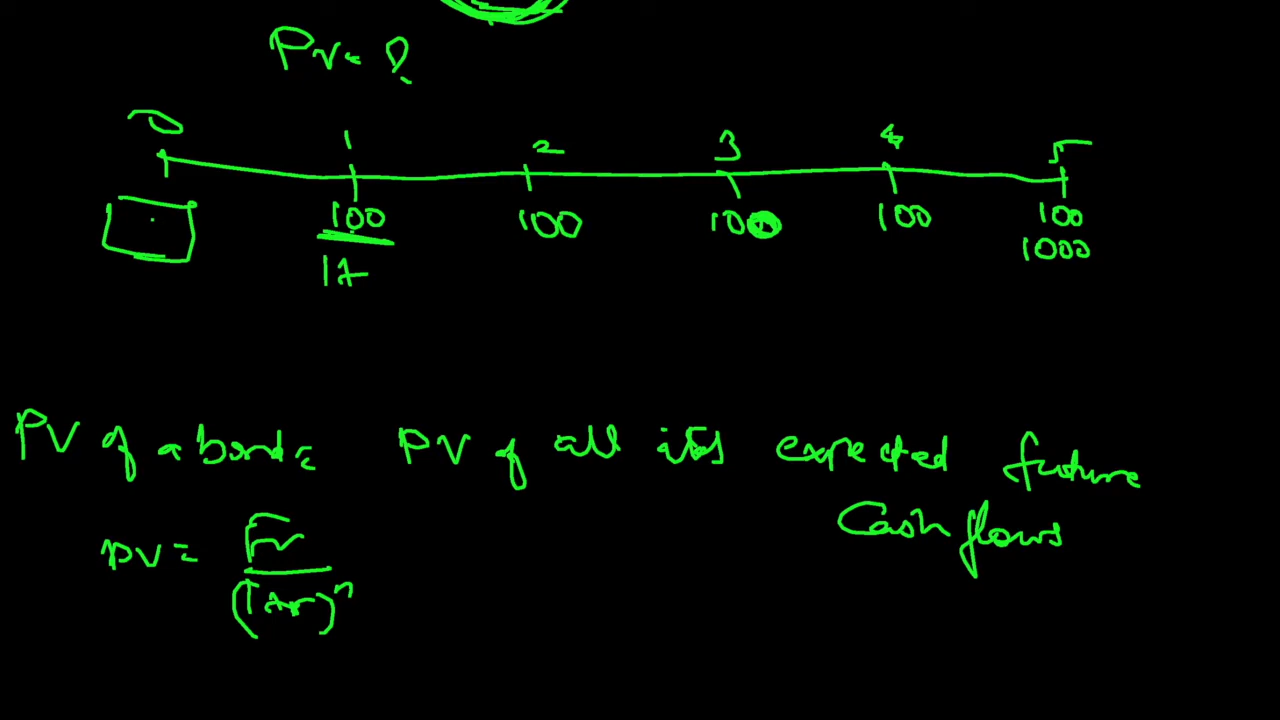 PV = ?
0 1 2 3 4 5
100 100 100 100 100
1+ 1000
PV of a bond = PV of all its expected future
Cash flows
PV = FV
(1+r)^n